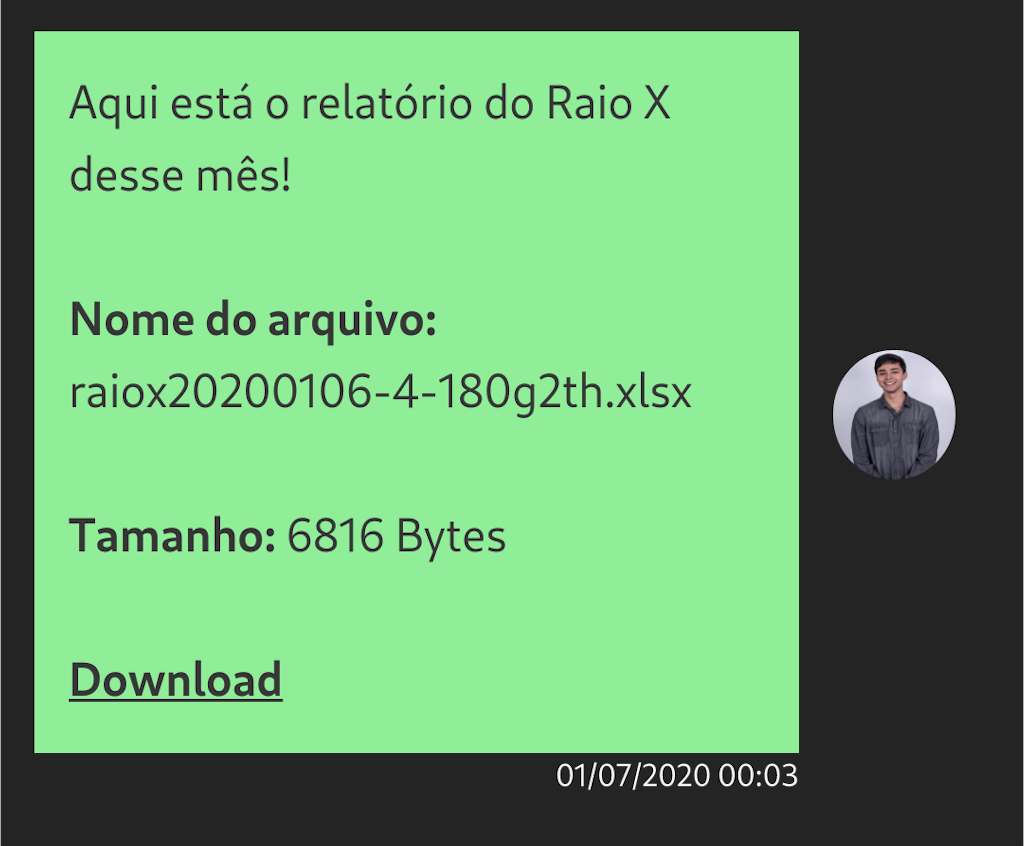 Aqui está o relatório do Raio X
desse mês!
Nome do arquivo:
raiox20200106-4-180g2th.xlsx
Tamanho: 6816 Bytes
Download
01/07/2020 00:03